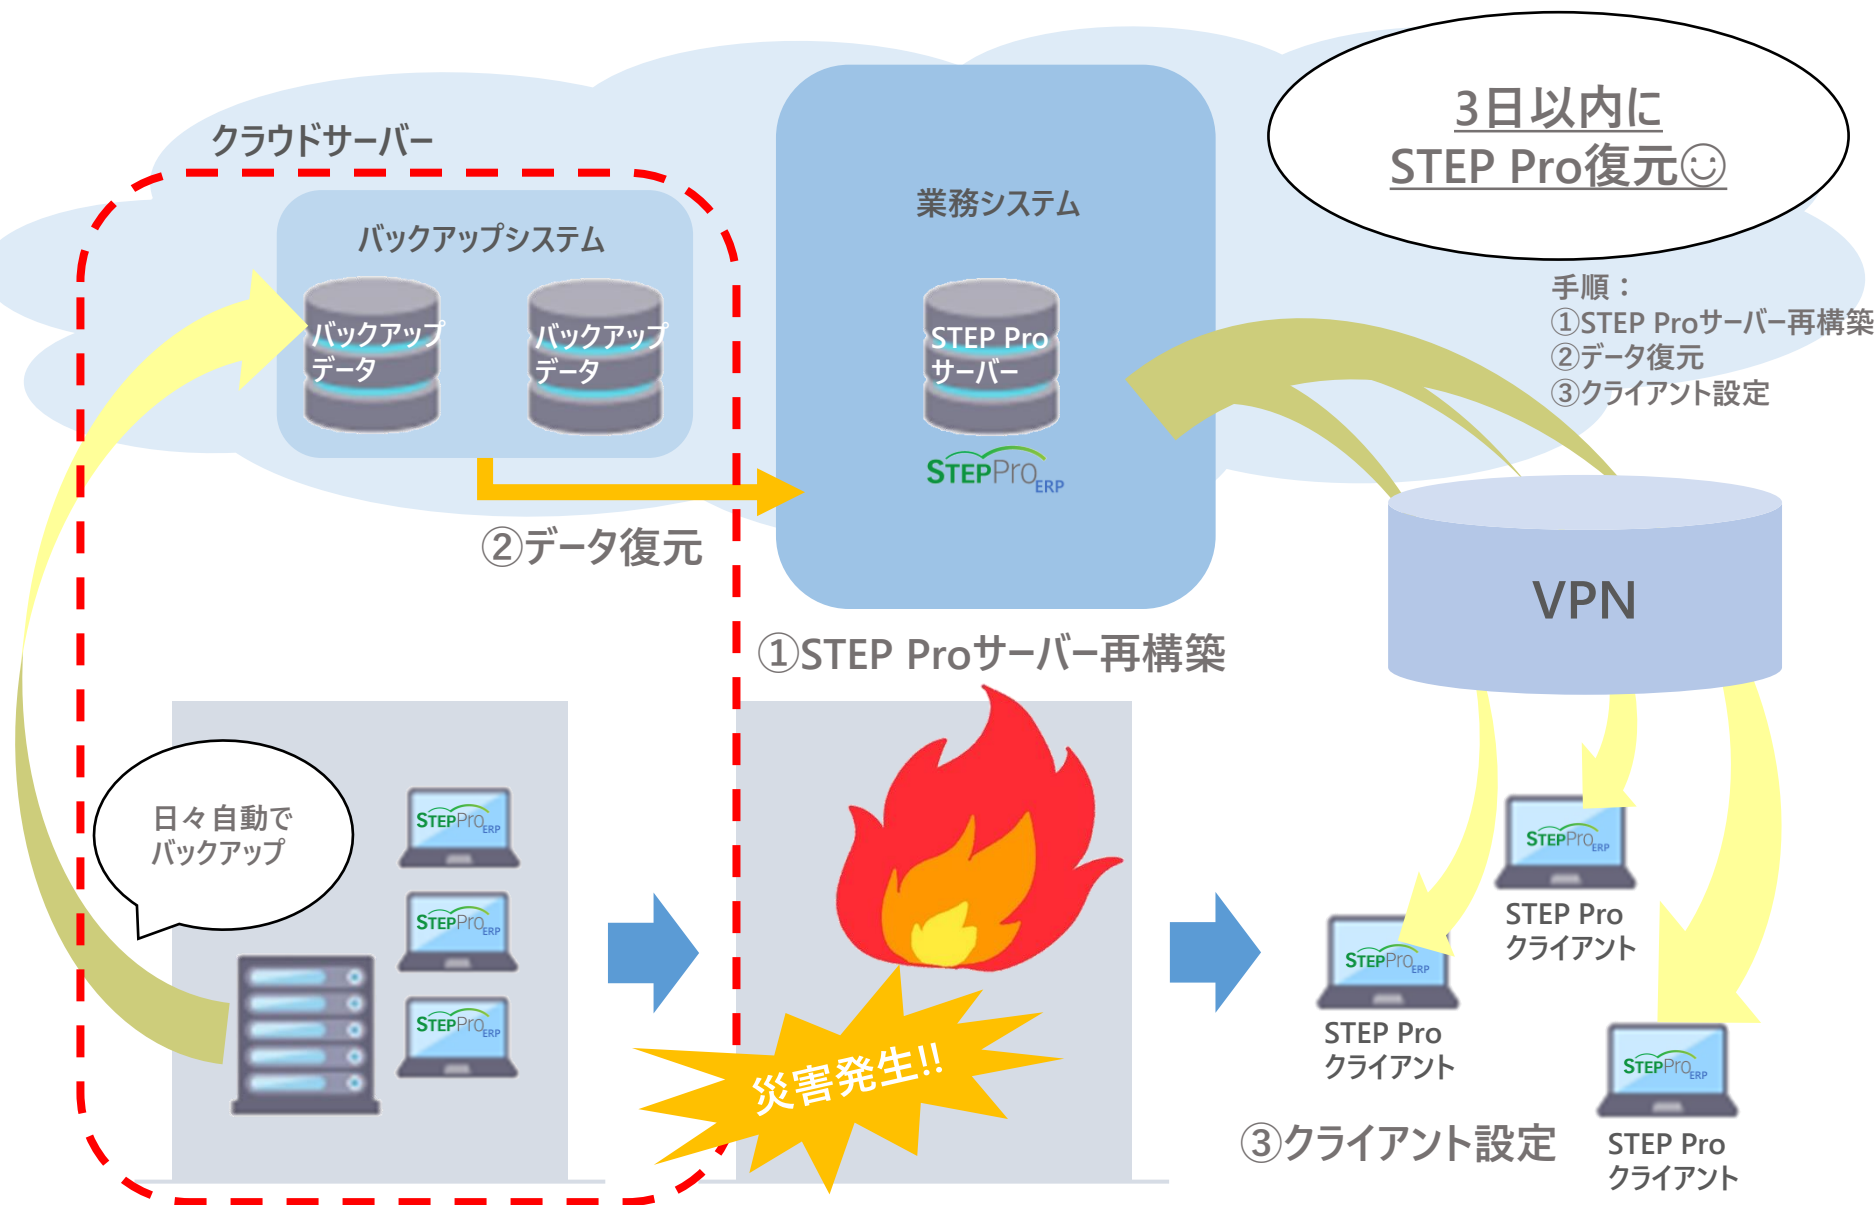 クラウドサーバー
3日以内に
STEP Pro復元☺
バックアップシステム
業務システム
手順：
①STEP Proサーバー再構築
②データ復元
③クライアント設定
バックアップ
データ
バックアップ
データ
STEP Pro
サーバー
STEPPro
ERP
②データ復元
VPN
①STEP Proサーバー再構築
日々自動で
バックアップ
STEPPro
ERP
STEPPro
ERP
STEPPro
ERP
災害発生!!
STEPPro
ERP
STEP Pro
クライアント
STEPPro
ERP
STEP Pro
クライアント
STEPPro
ERP
STEP Pro
クライアント
③クライアント設定